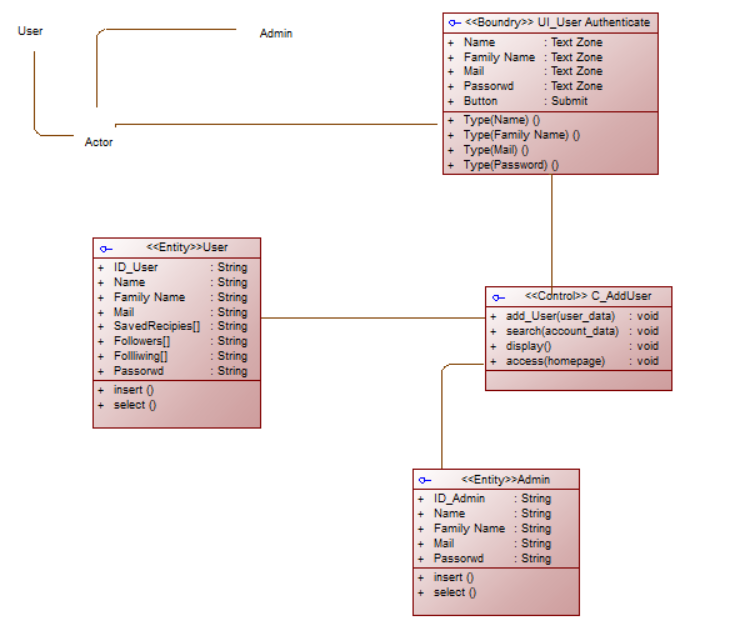 User
Admin
Actor
<<Boundry>> UI_User Authenticate
+ Name : Text Zone
+ Family Name : Text Zone
+ Mail : Text Zone
+ Passorwd : Text Zone
+ Button : Submit
+ Type(Name) ()
+ Type(Family Name) ()
+ Type(Mail) ()
+ Type(Password) ()
<<Entity>>User
+ ID_User : String
+ Name : String
+ Family Name : String
+ Mail : String
+ SavedRecipies[] : String
+ Followers[] : String
+ Follliwing[] : String
+ Passorwd : String
+ insert ()
+ select ()
<<Control>> C_AddUser
+ add_User(user_data) : void
+ search(account_data) : void
+ display() : void
+ access(homepage) : void
<<Entity>>Admin
+ ID_Admin : String
+ Name : String
+ Family Name : String
+ Mail : String
+ Passorwd : String
+ insert ()
+ select ()